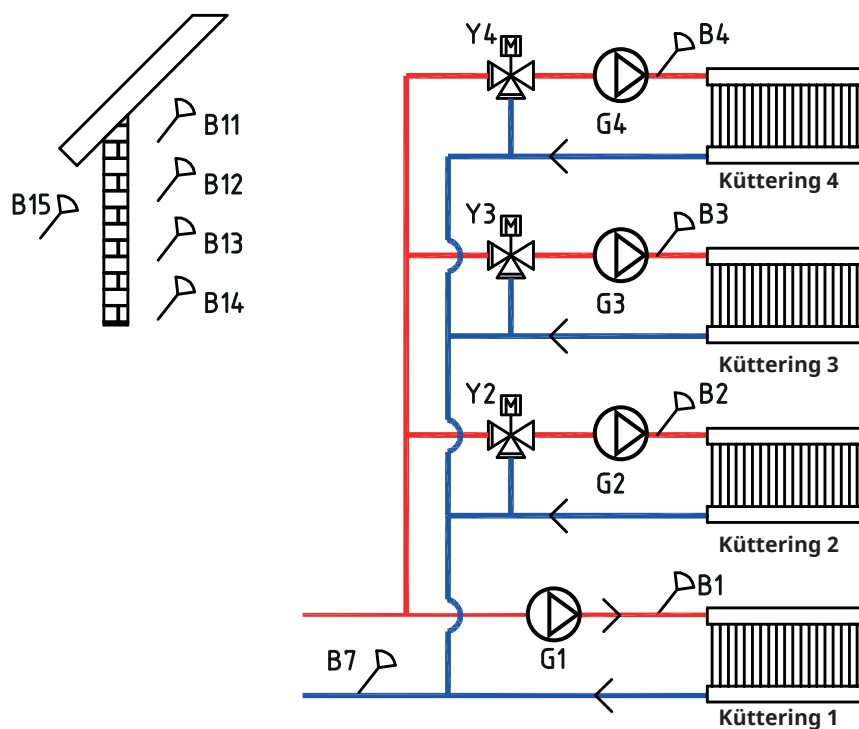 Y4
M
B4
G4
Küttering 4
B11
B12
B15
B13
B14
Y3
M
B3
G3
Küttering 3
Y2
M
B2
G2
Küttering 2
B1
G1
B7
Küttering 1